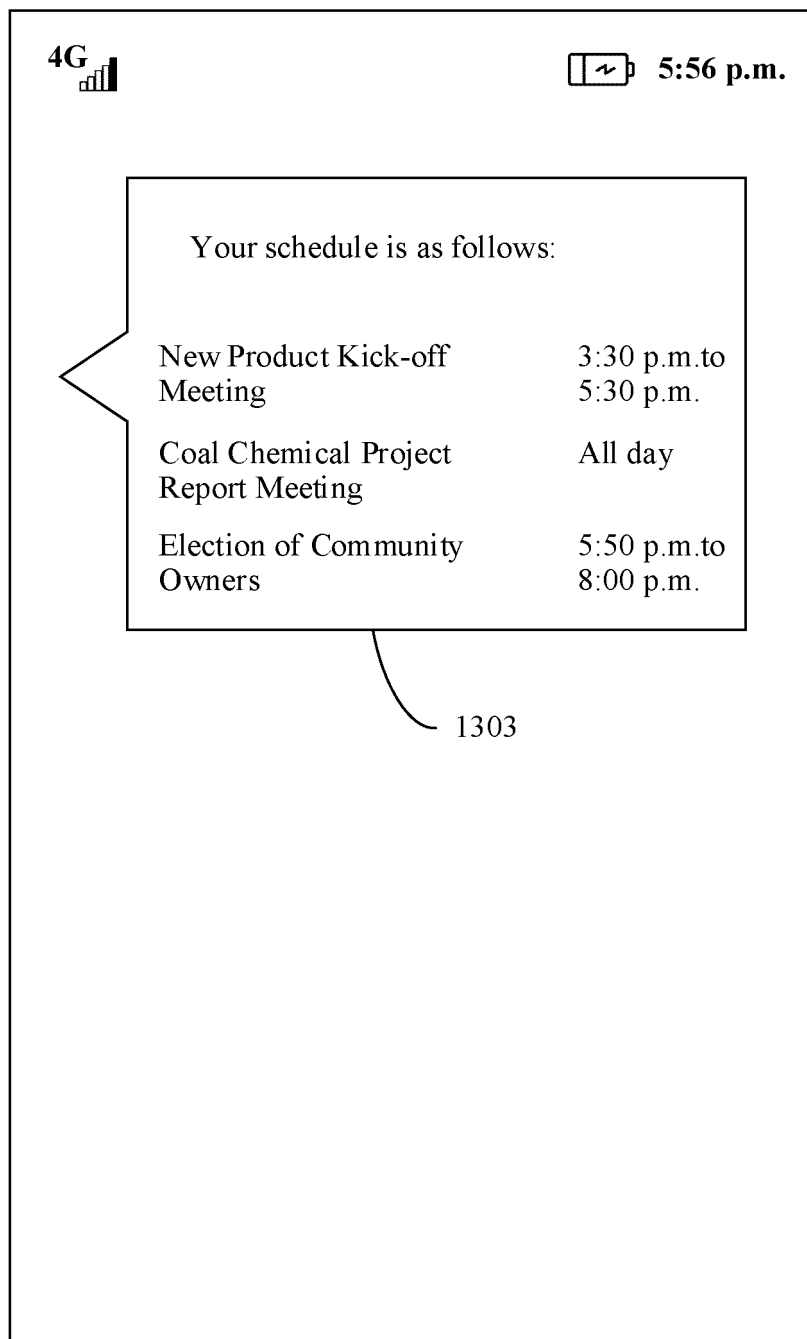 4G 5:56 p.m.
Your schedule is as follows:
New Product Kick-off 3:30 p.m.to
Meeting 5:30 p.m.
Coal Chemical Project All day
Report Meeting
Election of Community 5:50 p.m.to
Owners 8:00 p.m.
1303